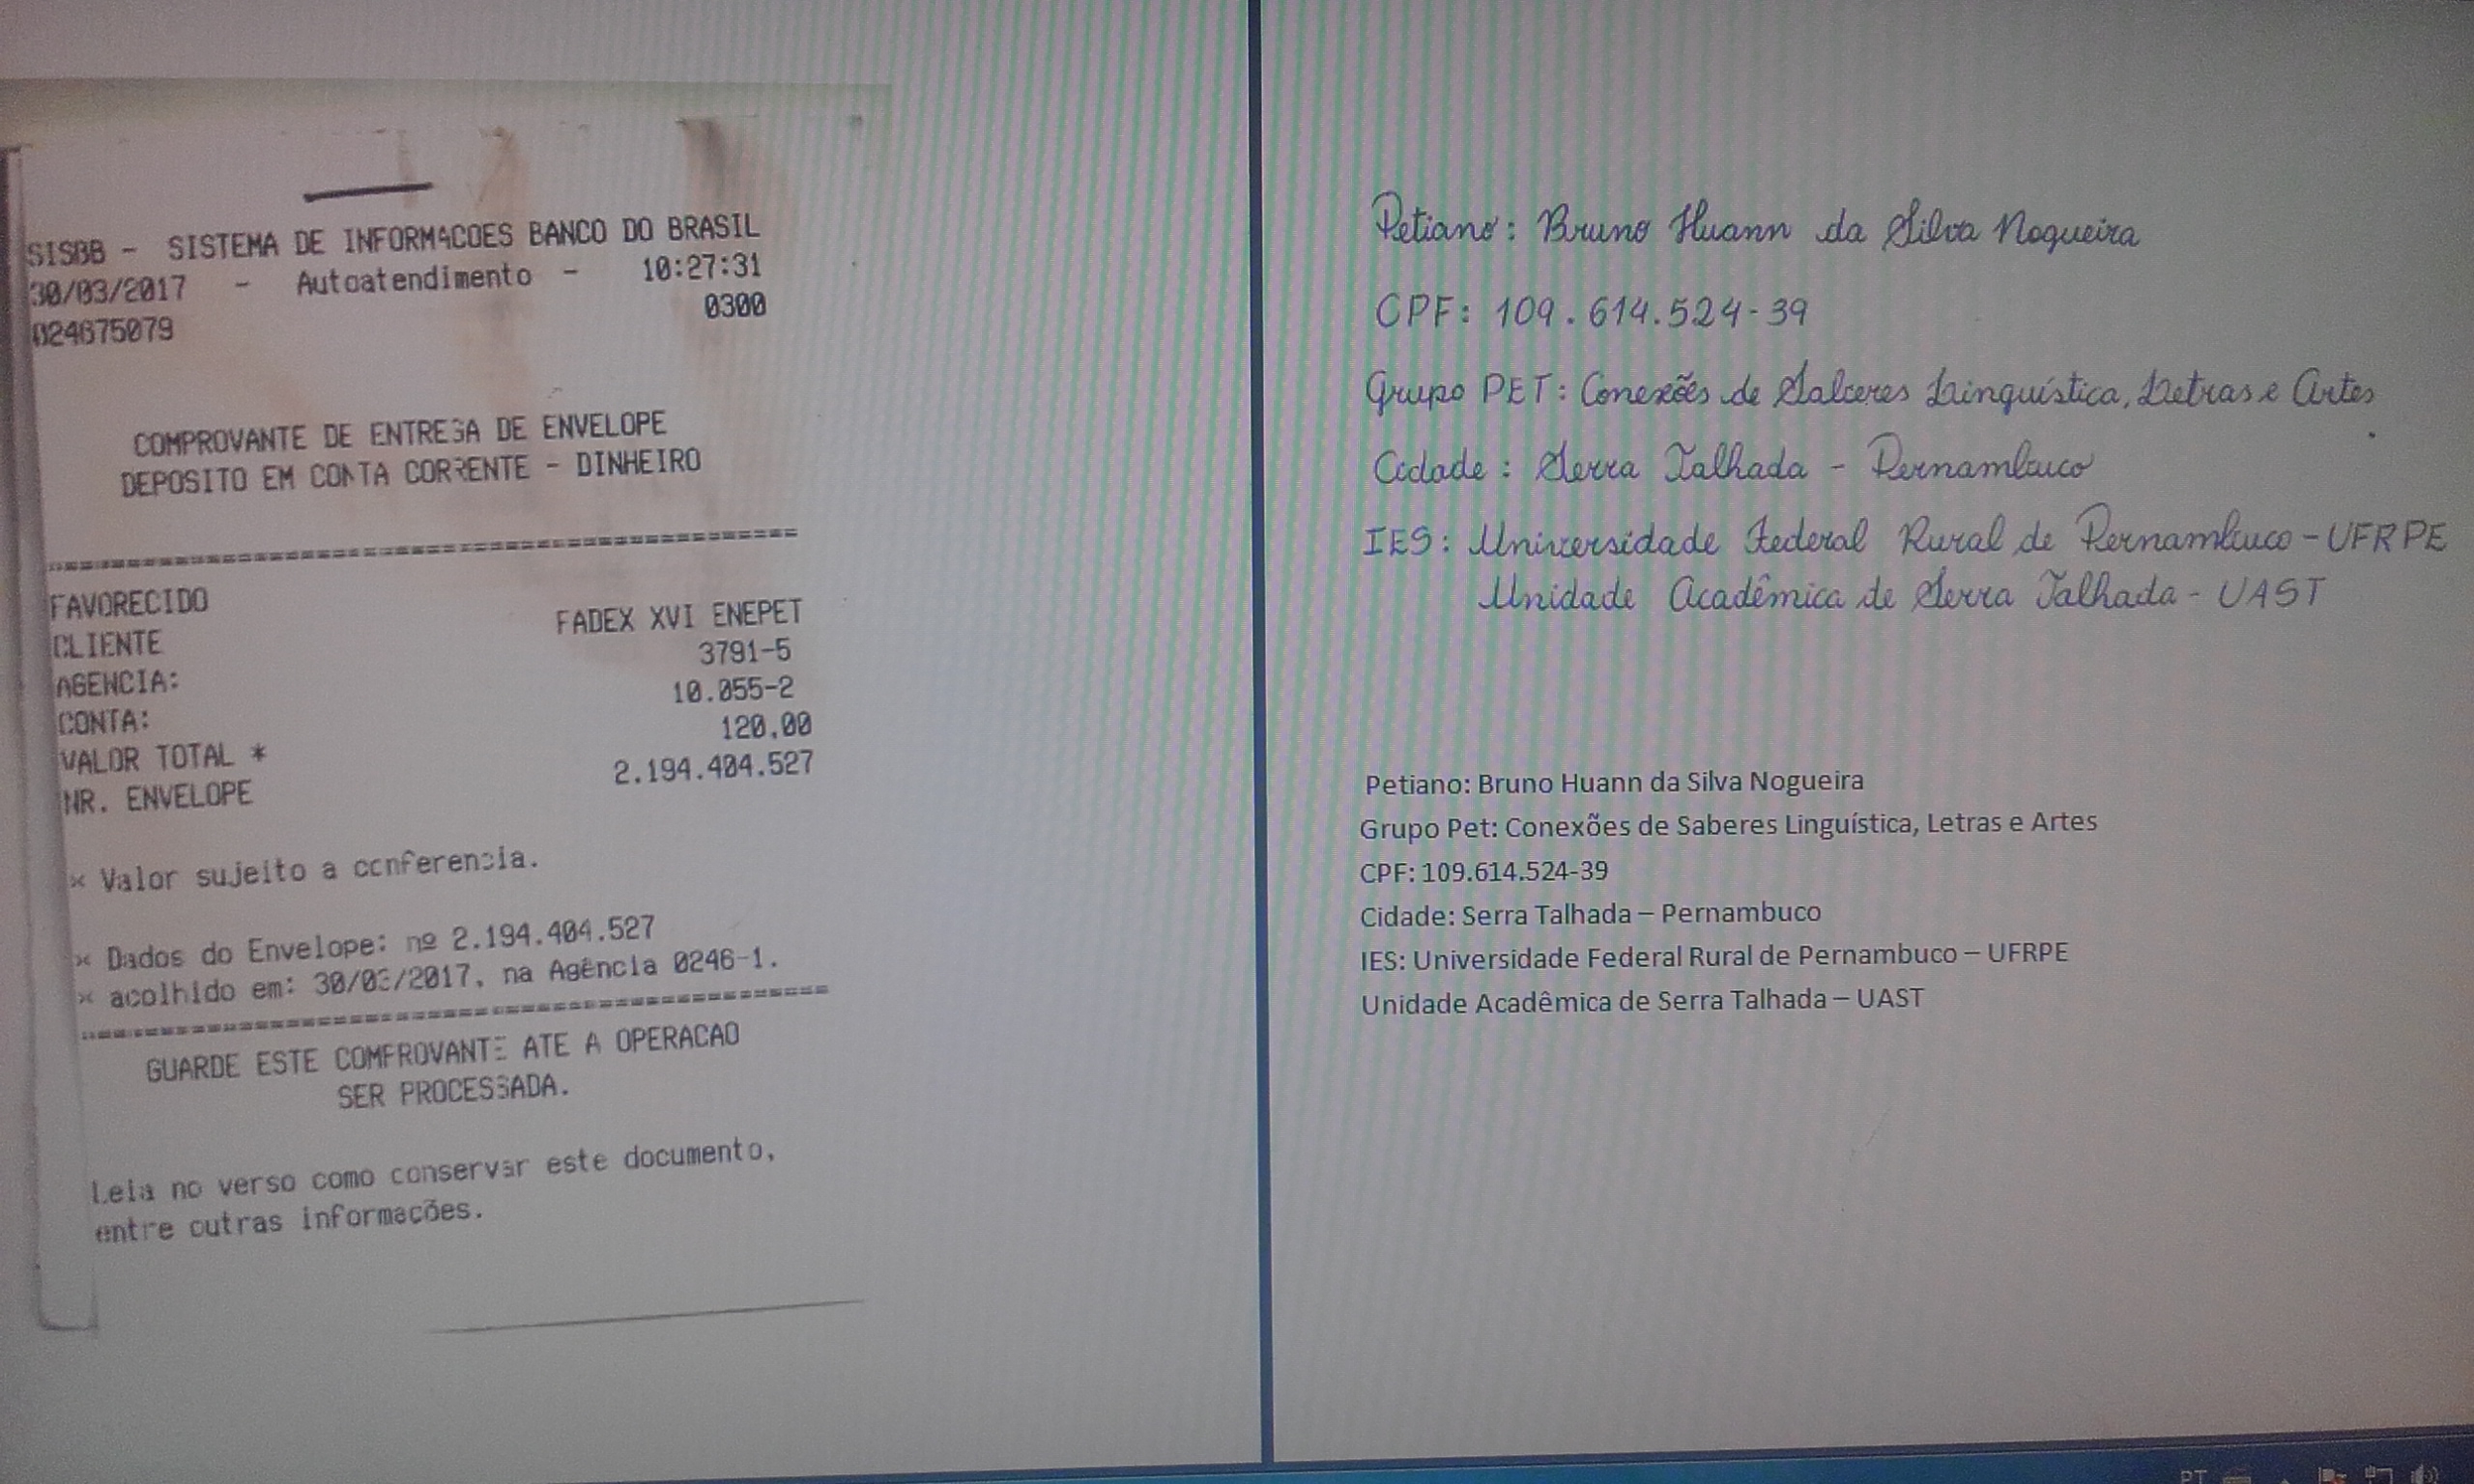 SISBB - SISTEMA DE INFORMACOES BANCO DO BRASIL
30/03/2017 - Autoatendimento - 10:27:31
024675079 0300
COMPROVANTE DE ENTREGA DE ENVELOPE
DEPOSITO EM CONTA CORRENTE - DINHEIRO
FAVORECIDO
CLIENTE FADEX XVI ENEPET
AGENCIA: 3791-5
CONTA: 10.055-2
VALOR TOTAL * 120,00
NR. ENVELOPE 2.194.404.527
* Valor sujeito a conferencia.
* Dados do Envelope: nº 2.194.404.527
* acolhido em: 30/03/2017, na Agência 0246-1.
GUARDE ESTE COMPROVANTE ATE A OPERACAO
SER PROCESSADA.
Leia no verso como conservar este documento,
entre outras informações.
Petiano: Bruno Huann da Silva Nogueira
CPF: 109.614.524-39
Grupo PET: Conexões de Salceres Linguística, Letras e Artes
Cidade: Serra Talhada - Pernambuco
IES: Universidade Federal Rural de Pernambuco - UFRPE
Unidade Acadêmica de Serra Talhada - UAST
Petiano: Bruno Huann da Silva Nogueira
Grupo Pet: Conexões de Saberes Linguística, Letras e Artes
CPF: 109.614.524-39
Cidade: Serra Talhada – Pernambuco
IES: Universidade Federal Rural de Pernambuco – UFRPE
Unidade Acadêmica de Serra Talhada – UAST
PT